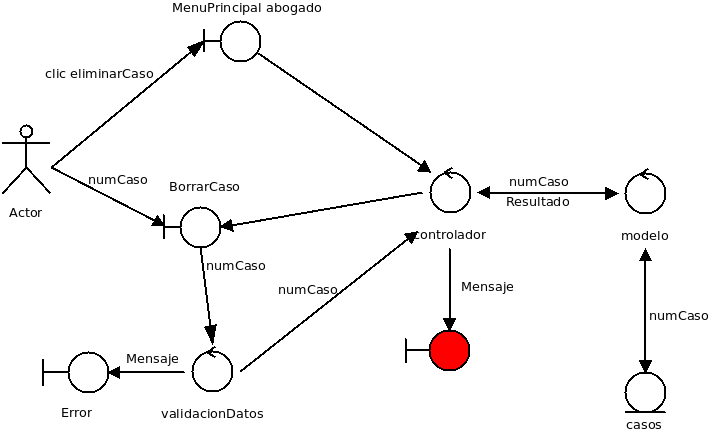 MenuPrincipal abogado
clic eliminarCaso
numCaso
BorrarCaso
Actor
numCaso
Resultado
controlador
modelo
numCaso
numCaso
Mensaje
numCaso
Mensaje
Error
validacionDatos
casos